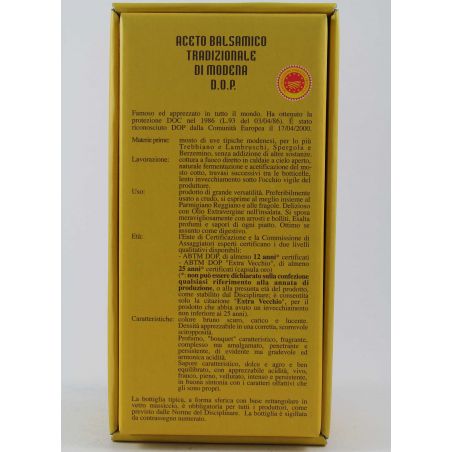 ACETO BALSAMICO
TRADIZIONALE
DI MODENA
D.O.P.
Famoso ed apprezzato in tutto il mondo. Ha ottenuto la
protezione DOC nel 1986 (L.93 del 03/04/86). È stato
riconosciuto DOP dalla Comunità Europea il 17/04/2000.
Materie prime: mosto di uve tipiche modenesi, per lo più
Trebbiano e Lambruschi, Spergola e
Berzemino, senza addizione di altre sostanze.
Lavorazione: cottura a fuoco diretto in caldaie a cielo aperto,
naturale fermentazione e acetificazione del mo-
sto cotto, travasi successivi tra le botticelle,
lento invecchiamento sott'occhio vigile del
produttore.
Uso: prodotto di grande versatilità. Preferibilmente
usato a crudo, si esprime al meglio insieme al
Parmigiano Reggiano e alle fragole. Delizioso
con Olio Extravergine nell'insalata. Si sposa
meravigliosamente con arrosti e bolliti. Esalta
profumi e sapori di ogni piatto. Ottimo se
assunto come digestivo.
Età: l'Ente di Certificazione e la Commissione di
Assaggiatori esperti certificano i due livelli
qualitativi disponibili:
- ABTM DOP, di almeno 12 anni* certificati
- ABTM DOP "Extra Vecchio", di almeno
25 anni* certificati (capsula oro)
(*: non può essere dichiarato sulla confezione
qualsiasi riferimento alla annata di
produzione, o alla presunta età del prodotto,
come stabilito dal Disciplinare; è consentita
solo la citazione "Extra Vecchio", per il
prodotto che abbia avuto un invecchiamento
non inferiore ai 25 anni).
Caratteristiche: colore bruno scuro, carico e lucente.
Densità apprezzabile in una corretta, scorrevole
sciropposità.
Profumo, "bouquet" caratteristico, fragrante,
complesso ma amalgamato, penetrante e
persistente, di evidente ma gradevole ed
armonica acidità.
Sapore caratteristico, dolce e agro e ben
equilibrato, con apprezzabile acidità, vivo,
franco, pieno, vellutato, intenso e persistente,
in buona sintonia con i caratteri olfattivi che
gli sono propri.
La bottiglia tipica, a forma sferica con base rettangolare in
vetro massiccio, è obbligatoria per tutti i produttori, come
previsto dalle Norme del Disciplinare. La bottiglia è sigillata
da contrassegno numerato.